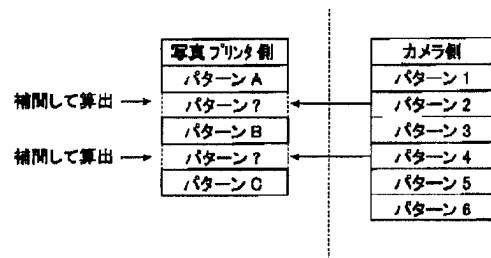 写真プリンタ側
パターンA
補間して算出 → パターン?
パターンB
補間して算出 → パターン?
パターンC
カメラ側
パターン1
パターン2
パターン3
パターン4
パターン5
パターン6